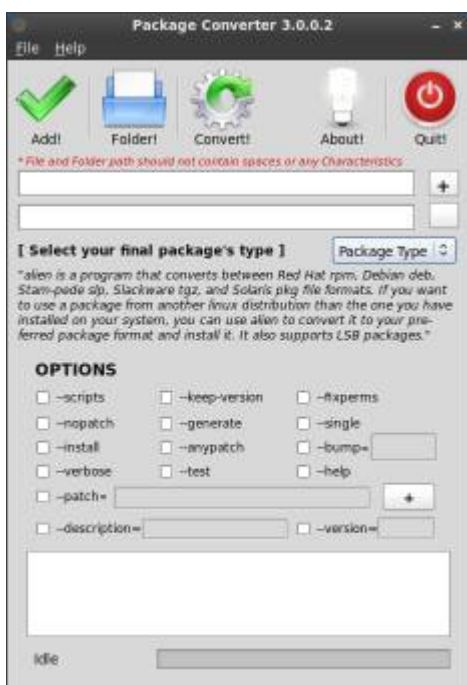 Package Converter 3.0.0.2
File Help
Add! Folder! Convert! About! Quit!
* File and Folder path should not contain spaces or any Characteristics
+
[ Select your final package's type ] Package Type
"alien is a program that converts between Red Hat rpm, Debian deb,
Stam-pede slp, Slackware tgz, and Solaris pkg file formats. If you want
to use a package from another linux distribution than the one you have
installed on your system, you can use alien to convert it to your pre-
ferred package format and install it. It also supports LSB packages."
OPTIONS
--scripts --keep-version --fixperms
--nopatch --generate --single
--install --anypatch --bump=
--verbose --test --help
--patch= +
--description= --version=
Idle